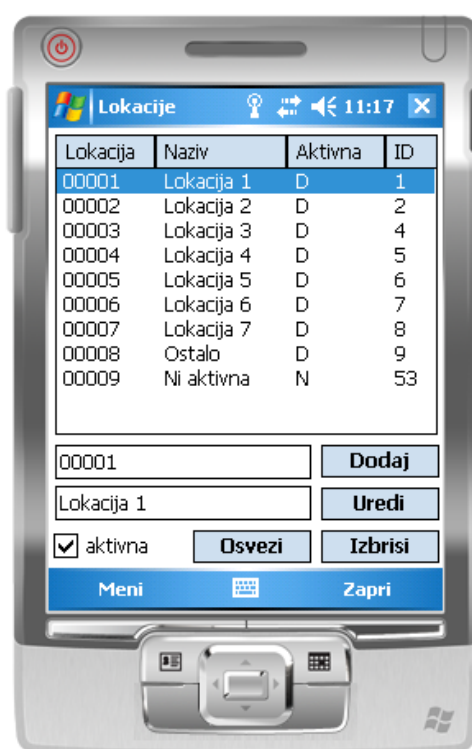 Lokacije 11:17
Lokacija Naziv Aktivna ID
00001 Lokacija 1 D 1
00002 Lokacija 2 D 2
00003 Lokacija 3 D 4
00004 Lokacija 4 D 5
00005 Lokacija 5 D 6
00006 Lokacija 6 D 7
00007 Lokacija 7 D 8
00008 Ostalo D 9
00009 Ni aktivna N 53
00001 Dodaj
Lokacija 1 Uredi
aktivna Osvezi Izbrisi
Meni Zapri